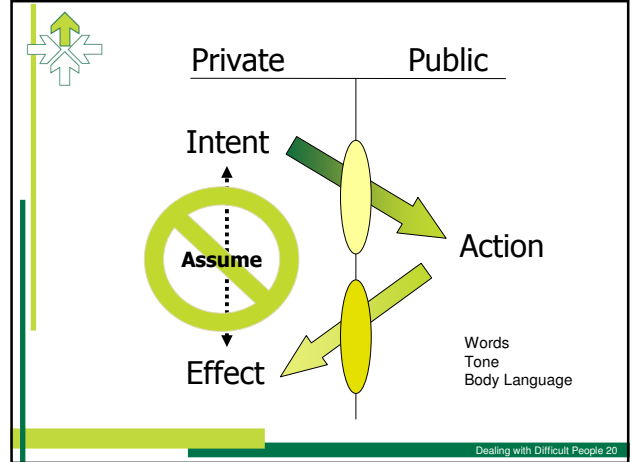 Private Public
Intent
Action
Assume
Effect
Words
Tone
Body Language
Dealing with Difficult People 20